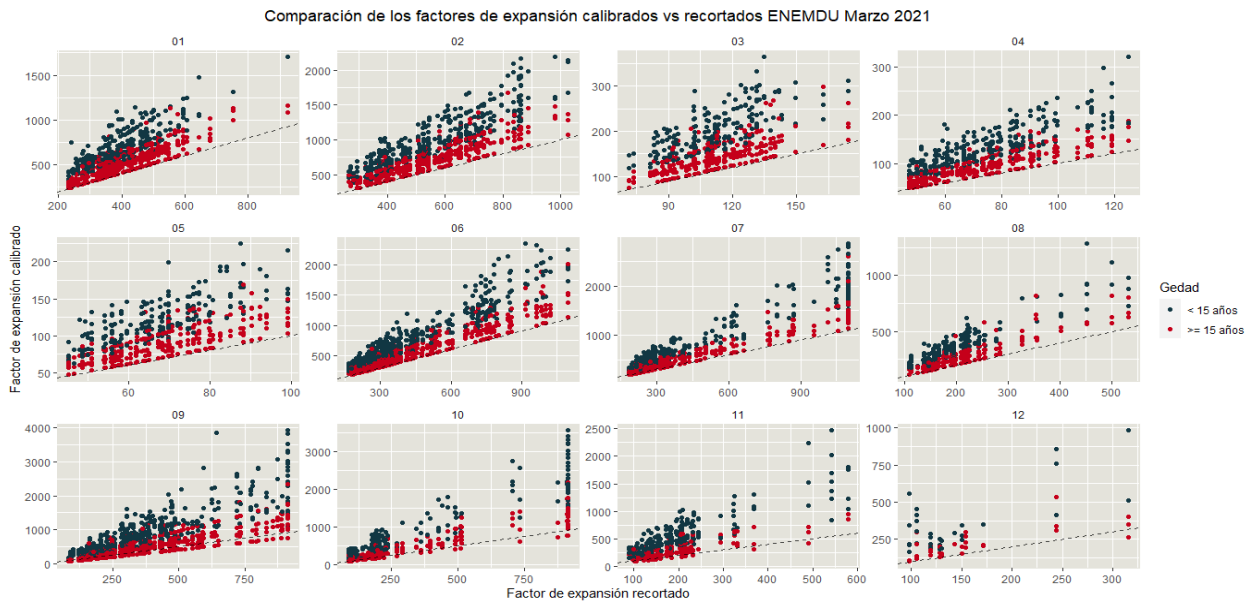 Comparación de los factores de expansión calibrados vs recortados ENEMDU Marzo 2021
01 02 03 04
1500
1000
500
200 400 600 800
2000
1500
1000
500
400 600 800 1000
300
200
100
90 120 150
300
200
100
60 80 100 120
Factor de expansión calibrado
05 06 07 08
200
150
100
50
60 80 100
2000
1500
1000
500
300 600 900
2000
1000
300 600 900
1000
500
100 200 300 400 500
Gedad
< 15 años
>= 15 años
09 10 11 12
4000
3000
2000
1000
0
250 500 750
3000
2000
1000
0
250 500 750
2500
2000
1500
1000
500
0
100 200 300 400 500 600
1000
750
500
250
100 150 200 250 300
Factor de expansión recortado